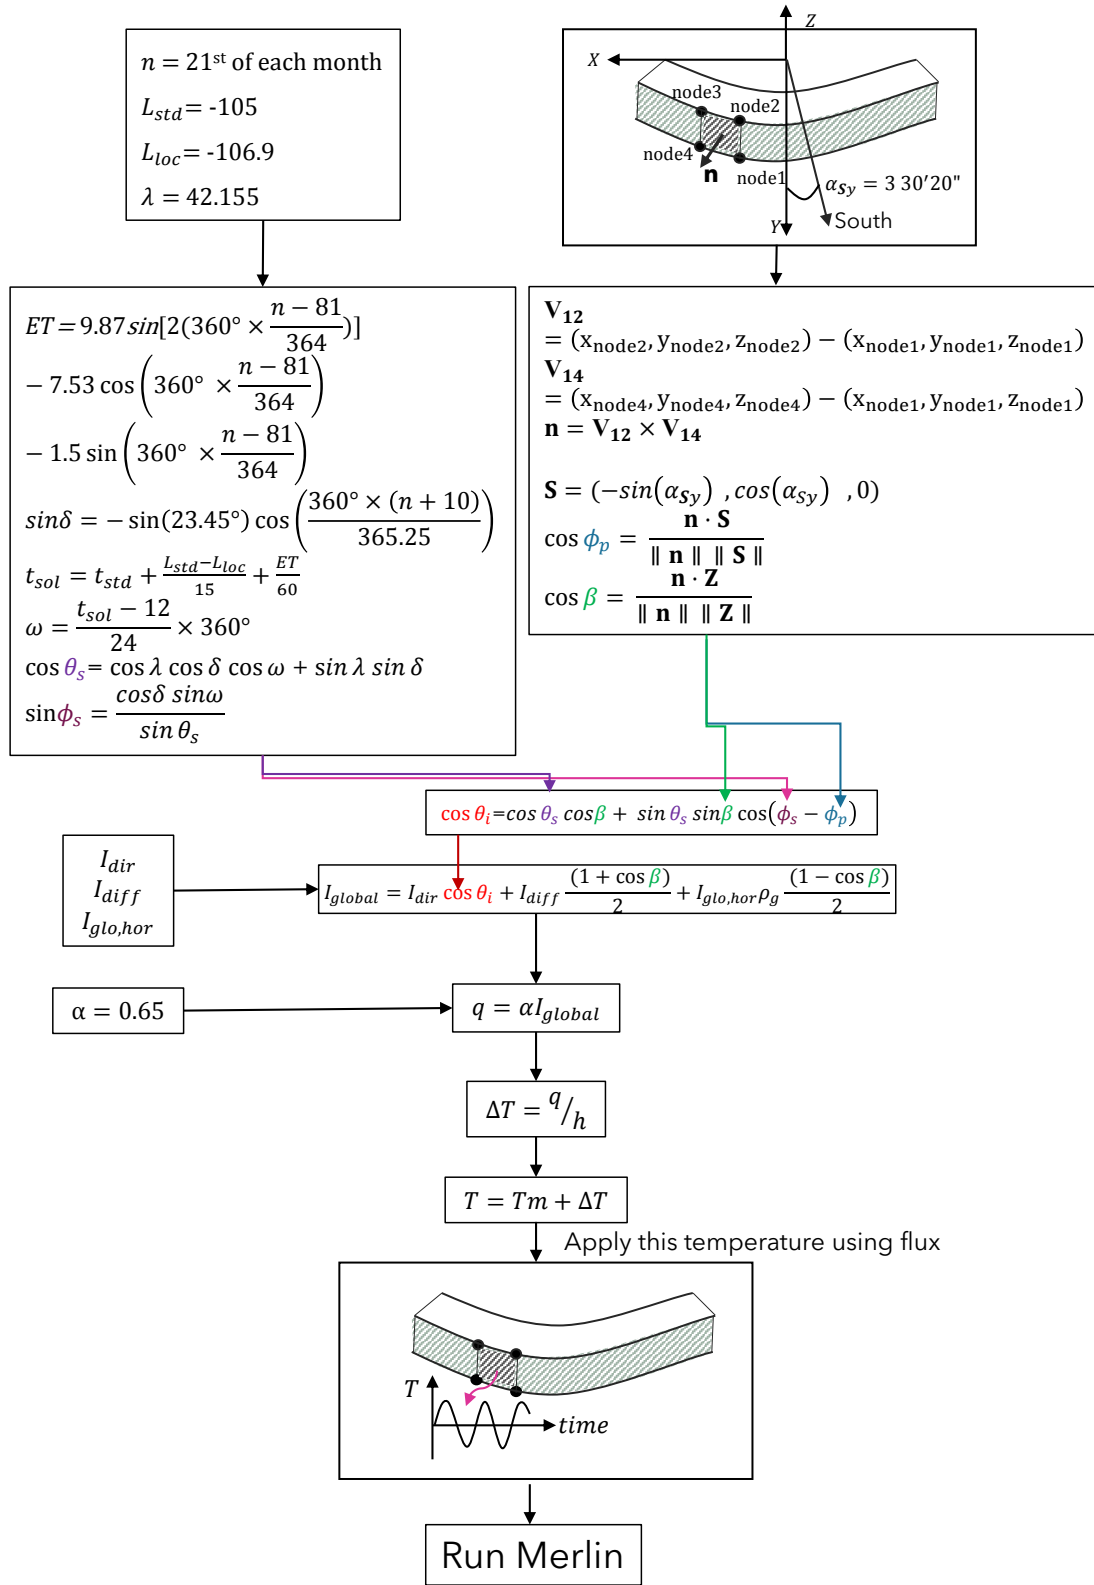 n = 21st of each month
L_std = -105
L_loc = -106.9
λ = 42.155
Z
X
node3
node2
node4
n
node1
α_Sy = 3 30'20"
Y
South
ET = 9.87 sin[2(360° × (n − 81)/364)]
− 7.53 cos(360° × (n − 81)/364)
− 1.5 sin(360° × (n − 81)/364)
sinδ = − sin(23.45°) cos(360° × (n + 10)/365.25)
t_sol = t_std + (L_std−L_loc)/15 + ET/60
ω = (t_sol − 12)/24 × 360°
cos θ_s = cos λ cos δ cos ω + sin λ sin δ
sinϕ_s = cosδ sinω/sin θ_s
V_12
= (x_node2, y_node2, z_node2) − (x_node1, y_node1, z_node1)
V_14
= (x_node4, y_node4, z_node4) − (x_node1, y_node1, z_node1)
n = V_12 × V_14
S = (−sin(α_Sy) , cos(α_Sy) , 0)
cos ϕ_p = n · S/‖ n ‖ ‖ S ‖
cos β = n · Z/‖ n ‖ ‖ Z ‖
cos θ_i = cos θ_s cosβ + sin θ_s sinβ cos(ϕ_s − ϕ_p)
I_dir
I_diff
I_glo,hor
I_global = I_dir cos θ_i + I_diff (1 + cos β)/2 + I_glo,hor ρ_g (1 − cos β)/2
α = 0.65
q = αI_global
ΔT = q/h
T = Tm + ΔT
Apply this temperature using flux
T
time
Run Merlin